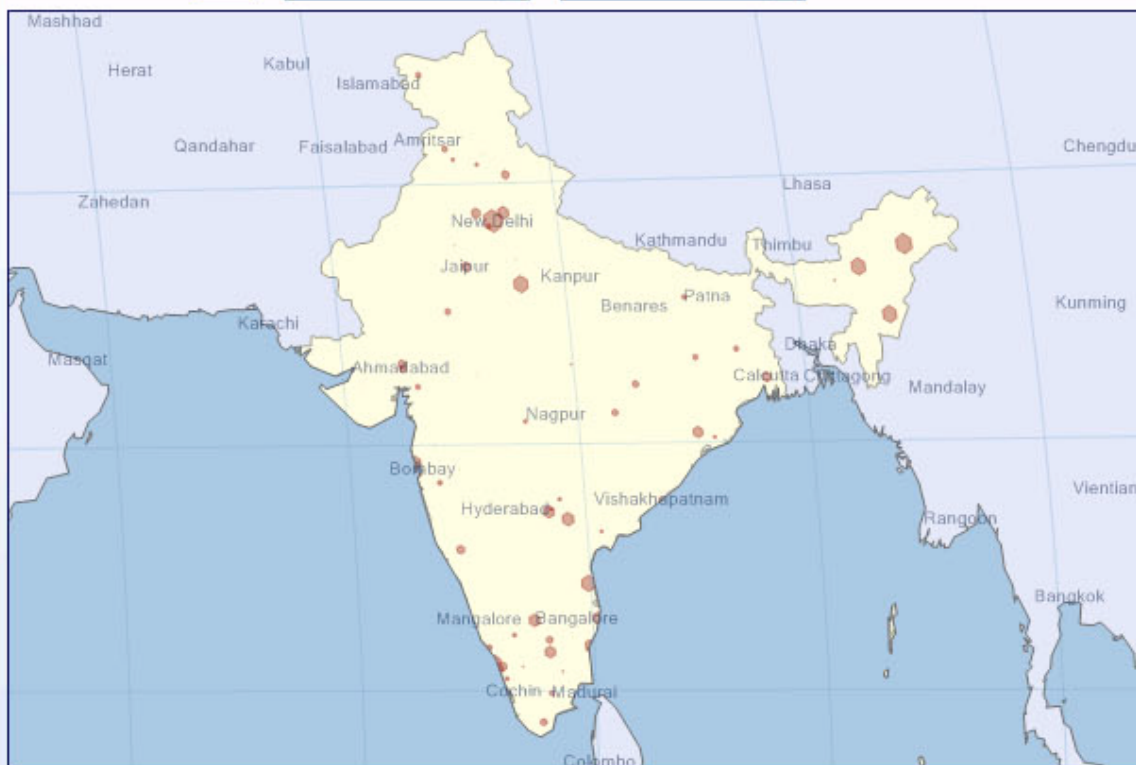 Mashhad
Herat
Kabul
Islamabad
Qandahar
Faisalabad
Amritsar
Chengdu
Zahedan
Lhasa
New Delhi
Kathmandu
Thimbu
Jaipur
Kanpur
Benares
Patna
Kunming
Karachi
Dhaka
Masqat
Ahmadabad
Calcutta
Chittagong
Mandalay
Nagpur
Bombay
Vientian
Hyderabad
Vishakhapatnam
Rangoon
Bangkok
Mangalore
Bangalore
Cochin
Madurai
Colombo